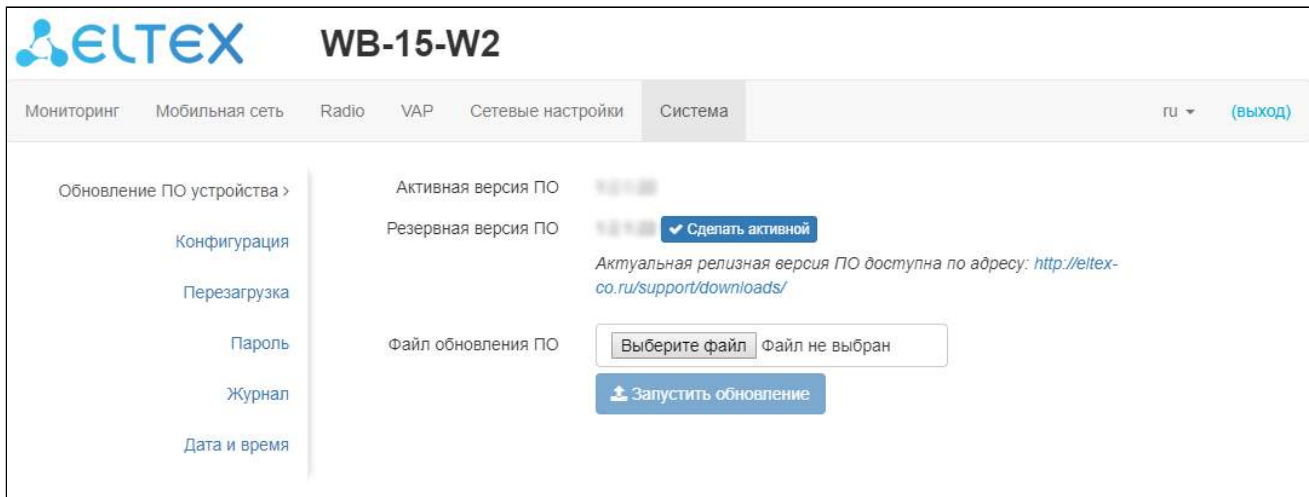 ELTEX WB-15-W2
Мониторинг Мобильная сеть Radio VAP Сетевые настройки Система ru (выход)
Обновление ПО устройства >
Конфигурация
Перезагрузка
Пароль
Журнал
Дата и время
Активная версия ПО
Резервная версия ПО Сделать активной
Актуальная релизная версия ПО доступна по адресу: http://eltex-
co.ru/support/downloads/
Файл обновления ПО Выберите файл Файл не выбран
Запустить обновление